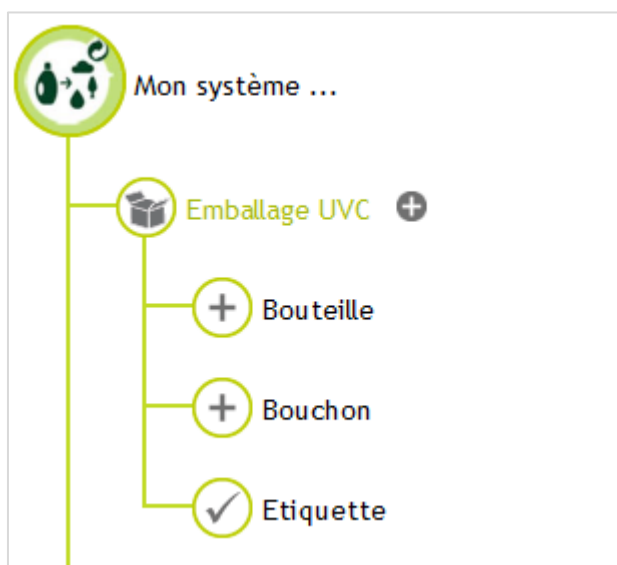 Mon système ...
Emballage UVC
Bouteille
Bouchon
Etiquette